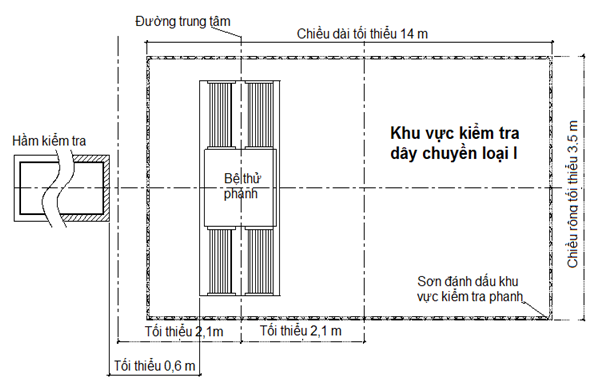 Đường trung tâm
Chiều dài tối thiểu 14 m
Hầm kiểm tra
Khu vực kiểm tra
dây chuyền loại I
Bệ thử
phanh
Chiều rộng tối thiểu 3.5 m
Sơn đánh dấu khu
vực kiểm tra phanh
Tối thiểu 2,1m
Tối thiểu 2,1 m
Tối thiểu 0,6 m